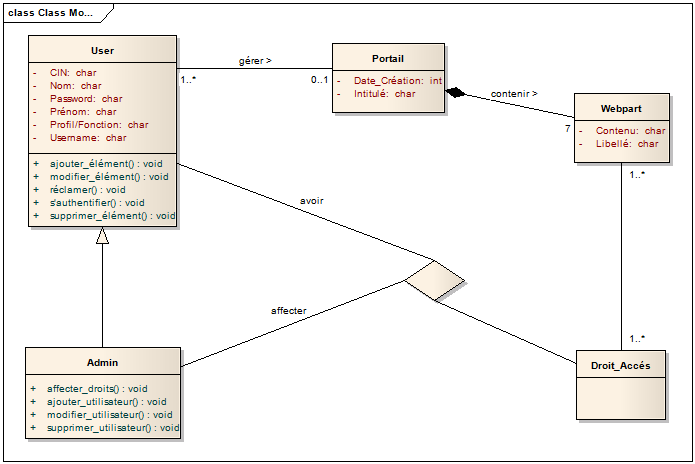 class Class Mo...
User
- CIN: char
- Nom: char
- Password: char
- Prénom: char
- Profil/Fonction: char
- Username: char
+ ajouter_élément() : void
+ modifier_élément() : void
+ réclamer() : void
+ s'authentifier() : void
+ supprimer_élément() : void
gérer >
1..*
0..1
Portail
- Date_Création: int
- Intitulé: char
contenir >
7
Webpart
- Contenu: char
- Libellé: char
1..*
avoir
affecter
1..*
Admin
+ affecter_droits() : void
+ ajouter_utilisateur() : void
+ modifier_utilisateur() : void
+ supprimer_utilisateur() : void
Droit_Accés